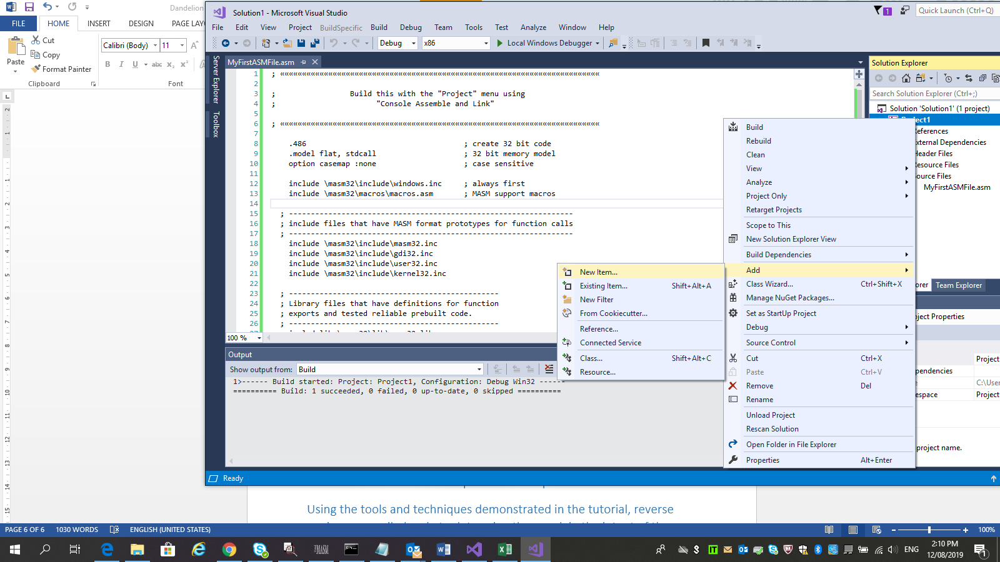 Dandelion
FILE
HOME
INSERT
DESIGN
PAGE LAY
Paste
Cut
Copy
Format Painter
Clipboard
Calibri (Body)
11
B I U abc
Font
Solution1 - Microsoft Visual Studio
1
Quick Launch (Ctrl+Q)
File Edit View Project BuildSpecific Build Debug Team Tools Test Analyze Window Help
Debug x86 Local Windows Debugger
Server Explorer
Toolbox
MyFirstASMFile.asm
1 ; «««««««««««««««««««««««««««««««««««««««««««««««««««««««««««««««««««««««««
2
3 ; Build this with the "Project" menu using
4 ; "Console Assemble and Link"
5
6 ; «««««««««««««««««««««««««««««««««««««««««««««««««««««««««««««««««««««««««
7
8 .486 ; create 32 bit code
9 .model flat, stdcall ; 32 bit memory model
10 option casemap :none ; case sensitive
11
12 include \masm32\include\windows.inc ; always first
13 include \masm32\macros\macros.asm ; MASM support macros
14
15 ; -----------------------------------------------------------------
16 ; include files that have MASM format prototypes for function calls
17 ; -----------------------------------------------------------------
18 include \masm32\include\masm32.inc
19 include \masm32\include\gdi32.inc
20 include \masm32\include\user32.inc
21 include \masm32\include\kernel32.inc
22
23 ; ------------------------------------------------
24 ; Library files that have definitions for function
25 ; exports and tested reliable prebuilt code.
26 ; ------------------------------------------------
100 %
Output
Show output from: Build
1>------ Build started: Project: Project1, Configuration: Debug Win32 ------
========== Build: 1 succeeded, 0 failed, 0 up-to-date, 0 skipped ==========
Ready
New Item...
Existing Item... Shift+Alt+A
New Filter
From Cookiecutter...
Reference...
Connected Service
Class... Shift+Alt+C
Resource...
Build
Rebuild
Clean
View
Analyze
Project Only
Retarget Projects
Scope to This
New Solution Explorer View
Build Dependencies
Add
Class Wizard... Ctrl+Shift+X
Manage NuGet Packages...
Set as StartUp Project
Debug
Source Control
Cut Ctrl+X
Paste Ctrl+V
Remove Del
Rename
Unload Project
Rescan Solution
Open Folder in File Explorer
Properties Alt+Enter
Solution Explorer
Search Solution Explorer (Ctrl+;)
Solution 'Solution1' (1 project)
Project1
References
External Dependencies
Header Files
Resource Files
Source Files
MyFirstASMFile.asm
orer
Team Explorer
ject Properties
Project
pendencies
C:\User
espace
Project
project name.
Using the tools and techniques demonstrated in the tutorial, reverse
PAGE 6 OF 6 1030 WORDS ENGLISH (UNITED STATES)
100%
MASM
IT
ENG
2:10 PM
12/08/2019
1